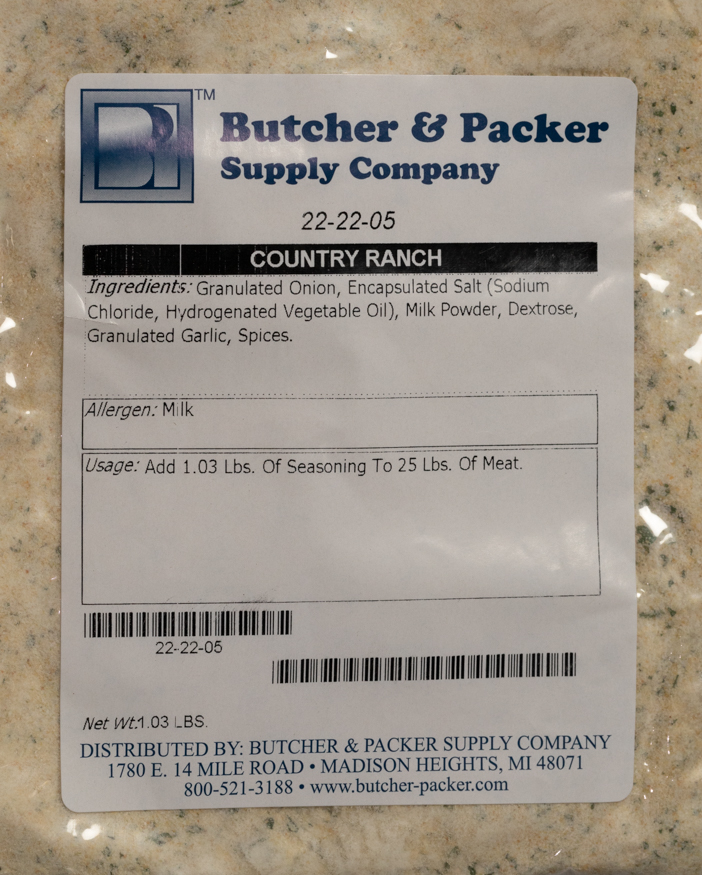 TM
Butcher & Packer
Supply Company
22-22-05
COUNTRY RANCH
Ingredients: Granulated Onion, Encapsulated Salt (Sodium
Chloride, Hydrogenated Vegetable Oil), Milk Powder, Dextrose,
Granulated Garlic, Spices.
Allergen: Milk
Usage: Add 1.03 Lbs. Of Seasoning To 25 Lbs. Of Meat.
22-22-05
Net Wt:1.03 LBS.
DISTRIBUTED BY: BUTCHER & PACKER SUPPLY COMPANY
1780 E. 14 MILE ROAD • MADISON HEIGHTS, MI 48071
800-521-3188 • www.butcher-packer.com